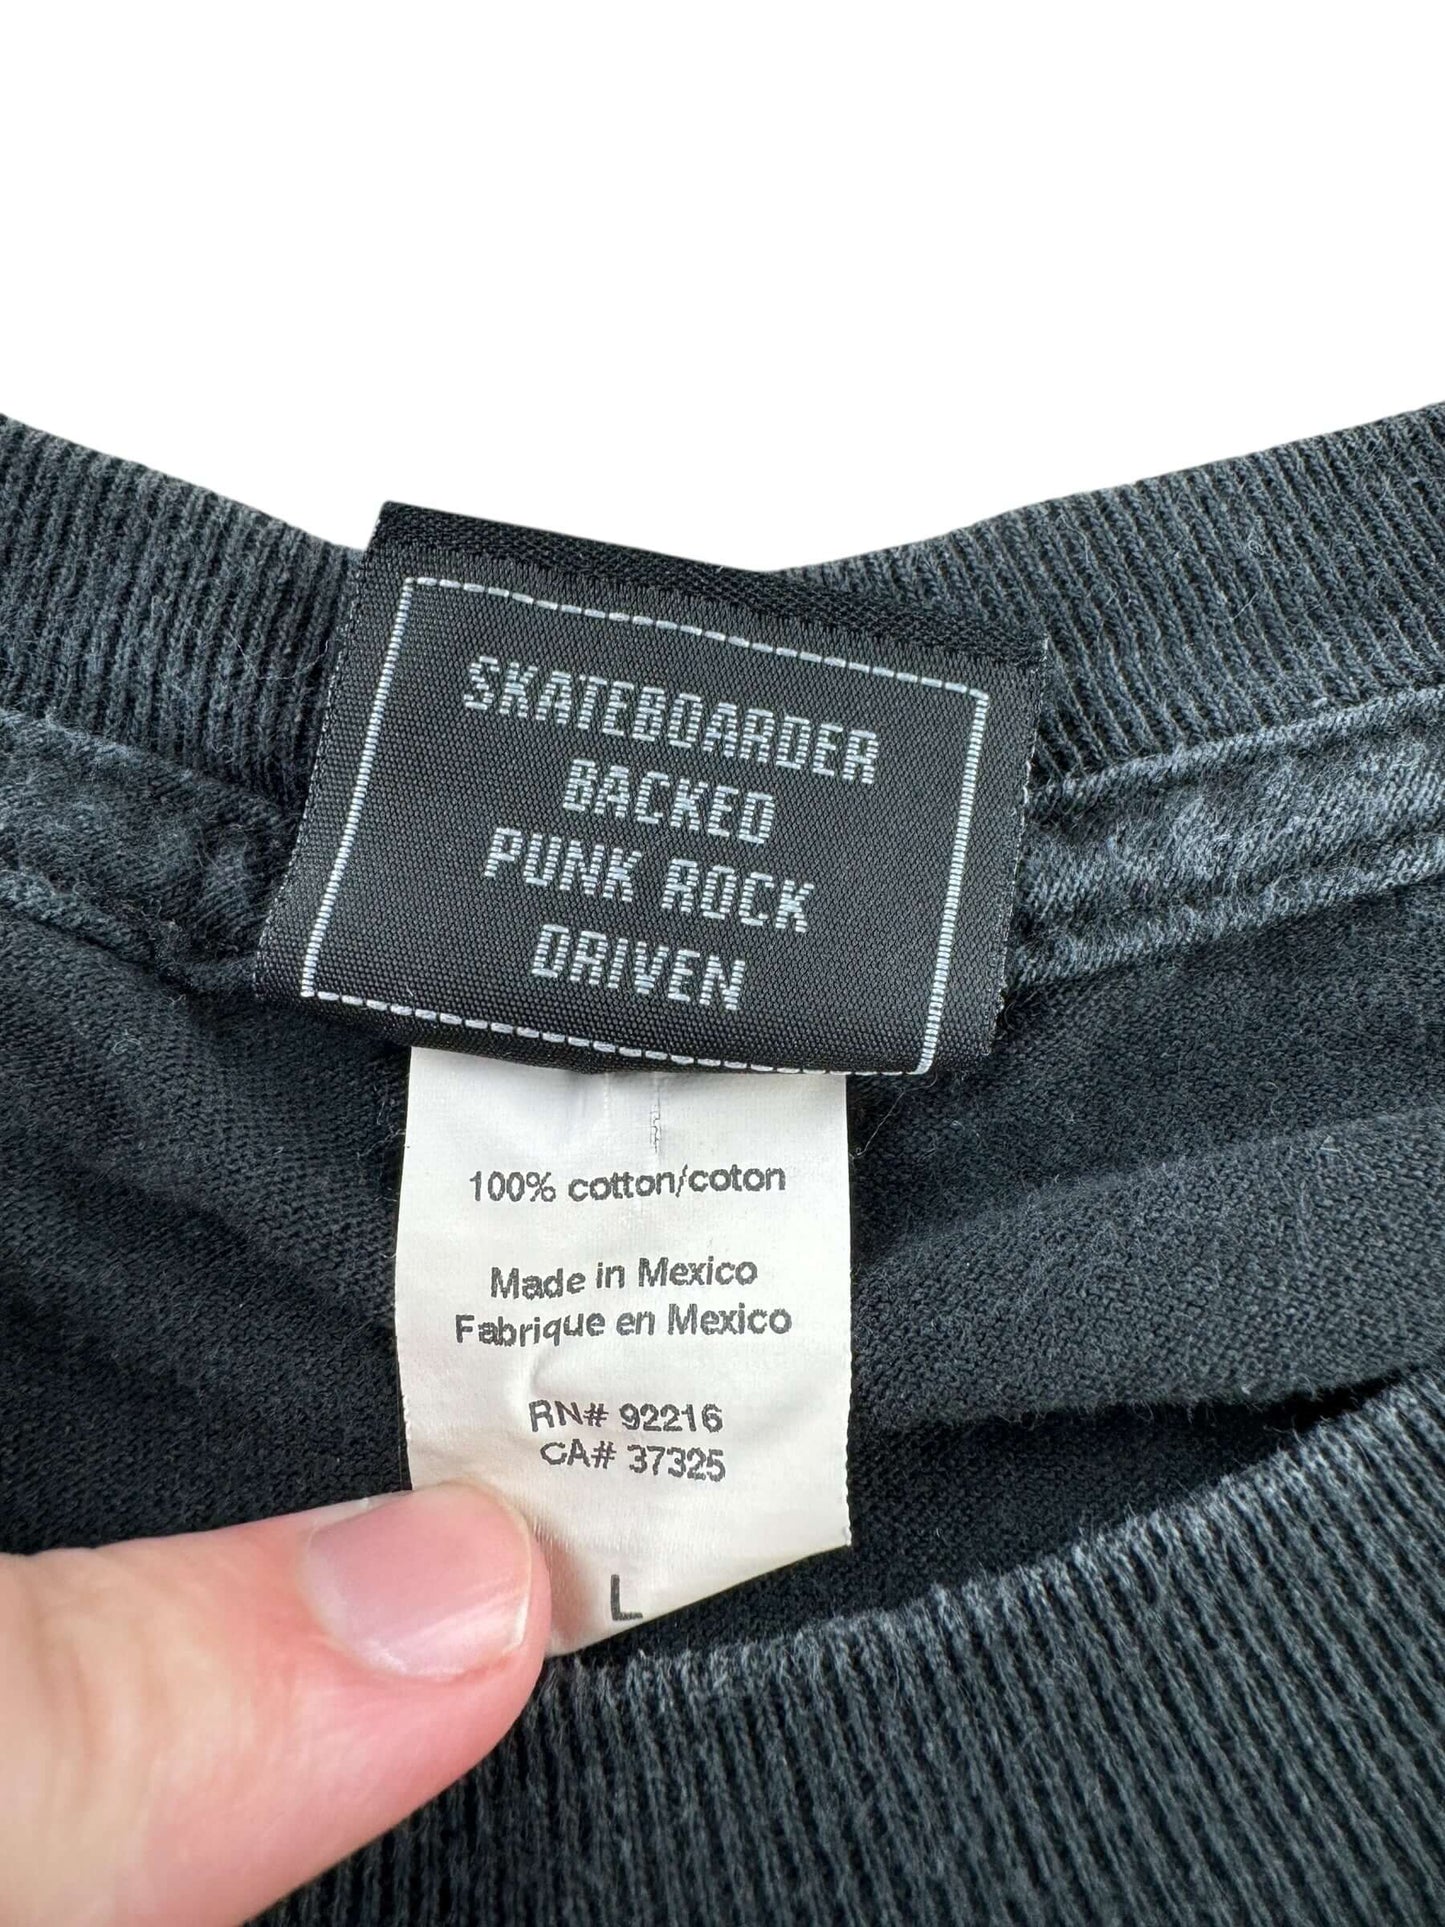 SKATEBOARDER
BACKED
PUNK ROCK
DRIVEN
100% cotton/coton
Made in Mexico
Fabrique en Mexico
RN# 92216
CA# 37325
L